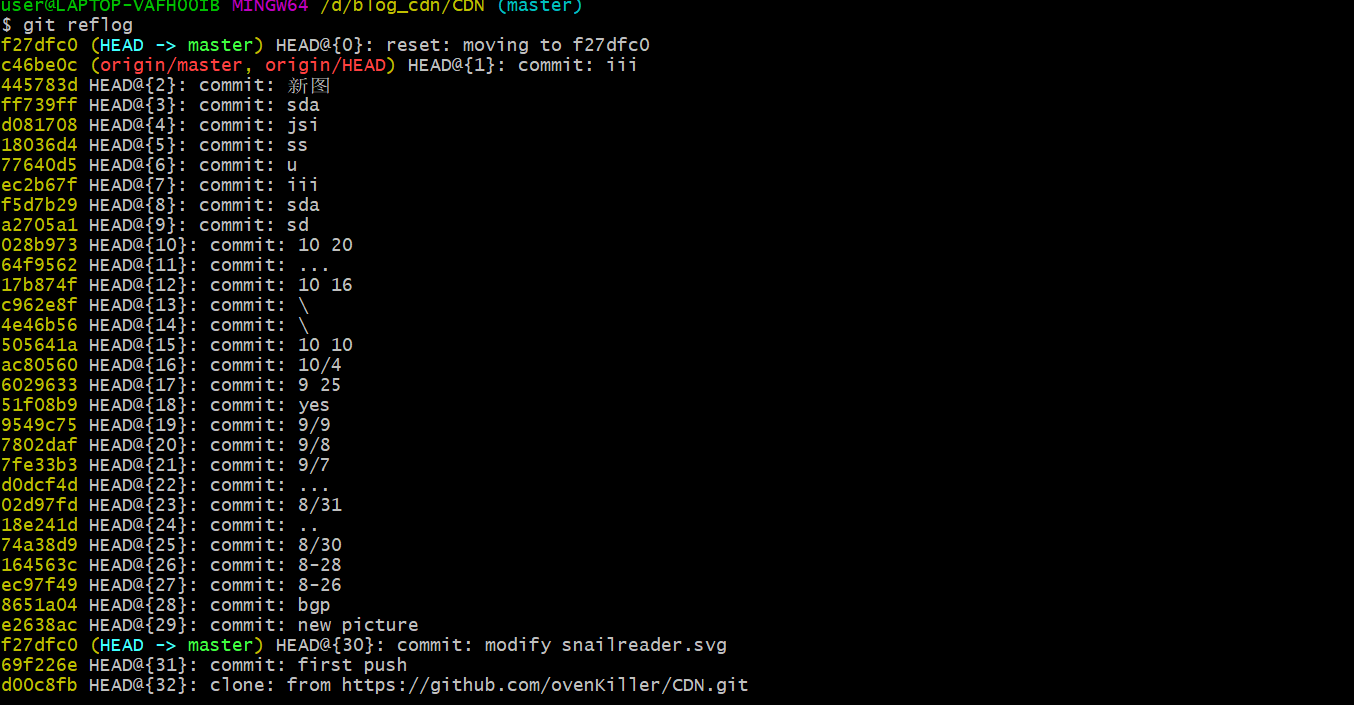 user@LAPTOP-VAFHOOIB MINGW64 /d/blog_cdn/CDN (master)
$ git reflog
f27dfc0 (HEAD -> master) HEAD@{0}: reset: moving to f27dfc0
c46be0c (origin/master, origin/HEAD) HEAD@{1}: commit: iii
445783d HEAD@{2}: commit: 新图
ff739ff HEAD@{3}: commit: sda
d081708 HEAD@{4}: commit: jsi
18036d4 HEAD@{5}: commit: ss
77640d5 HEAD@{6}: commit: u
ec2b67f HEAD@{7}: commit: iii
f5d7b29 HEAD@{8}: commit: sda
a2705a1 HEAD@{9}: commit: sd
028b973 HEAD@{10}: commit: 10 20
64f9562 HEAD@{11}: commit: ...
17b874f HEAD@{12}: commit: 10 16
c962e8f HEAD@{13}: commit: \
4e46b56 HEAD@{14}: commit: \
505641a HEAD@{15}: commit: 10 10
ac80560 HEAD@{16}: commit: 10/4
6029633 HEAD@{17}: commit: 9 25
51f08b9 HEAD@{18}: commit: yes
9549c75 HEAD@{19}: commit: 9/9
7802daf HEAD@{20}: commit: 9/8
7fe33b3 HEAD@{21}: commit: 9/7
d0dcf4d HEAD@{22}: commit: ...
02d97fd HEAD@{23}: commit: 8/31
18e241d HEAD@{24}: commit: ..
74a38d9 HEAD@{25}: commit: 8/30
164563c HEAD@{26}: commit: 8-28
ec97f49 HEAD@{27}: commit: 8-26
8651a04 HEAD@{28}: commit: bgp
e2638ac HEAD@{29}: commit: new picture
f27dfc0 (HEAD -> master) HEAD@{30}: commit: modify snailreader.svg
69f226e HEAD@{31}: commit: first push
d00c8fb HEAD@{32}: clone: from https://github.com/ovenKiller/CDN.git